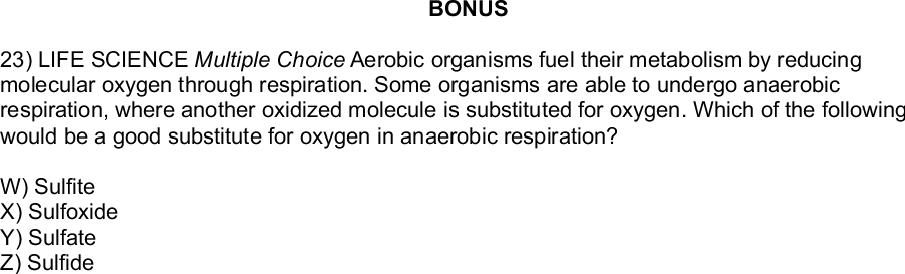 BONUS
23) LIFE SCIENCE Multiple Choice Aerobic organisms fuel their metabolism by reducing
molecular oxygen through respiration. Some organisms are able to undergo anaerobic
respiration, where another oxidized molecule is substituted for oxygen. Which of the following
would be a good substitute for oxygen in anaerobic respiration?
W) Sulfite
X) Sulfoxide
Y) Sulfate
Z) Sulfide